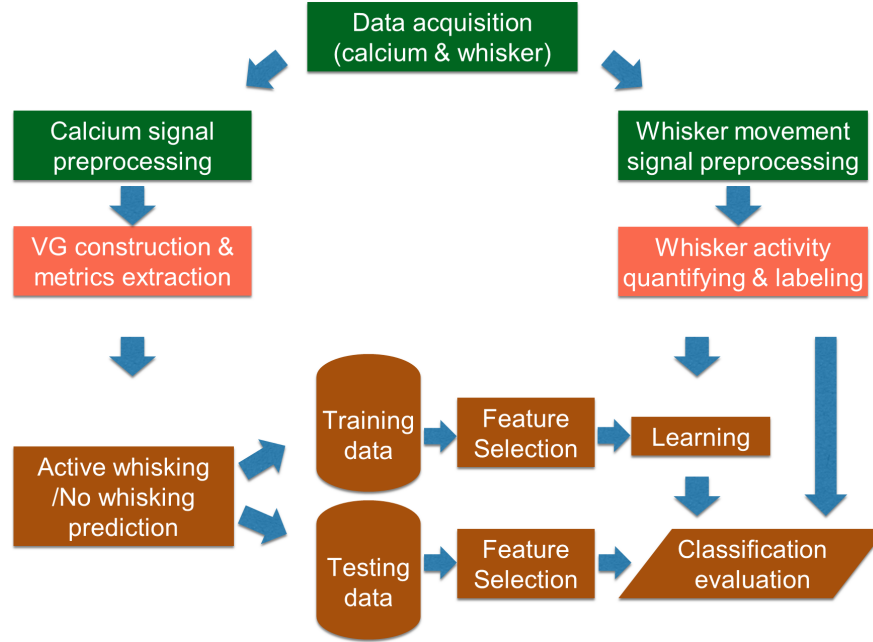 Data acquisition
(calcium & whisker)
Calcium signal
preprocessing
Whisker movement
signal preprocessing
VG construction &
metrics extraction
Whisker activity
quantifying & labeling
Training
data
Feature
Selection
Learning
Active whisking
/No whisking
prediction
Testing
data
Feature
Selection
Classification
evaluation